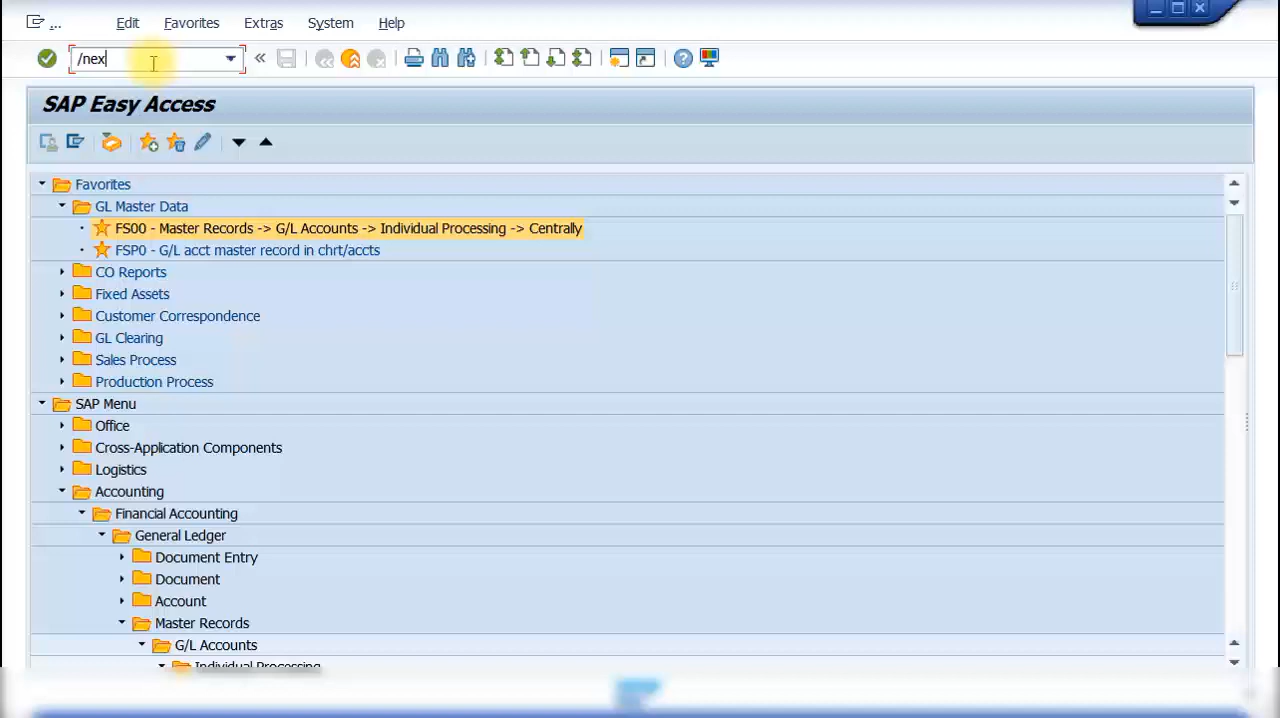 ... Edit Favorites Extras System Help
/nex
SAP Easy Access
Favorites
GL Master Data
FS00 - Master Records -> G/L Accounts -> Individual Processing -> Centrally
FSP0 - G/L acct master record in chrt/accts
CO Reports
Fixed Assets
Customer Correspondence
GL Clearing
Sales Process
Production Process
SAP Menu
Office
Cross-Application Components
Logistics
Accounting
Financial Accounting
General Ledger
Document Entry
Document
Account
Master Records
G/L Accounts
Individual Processing